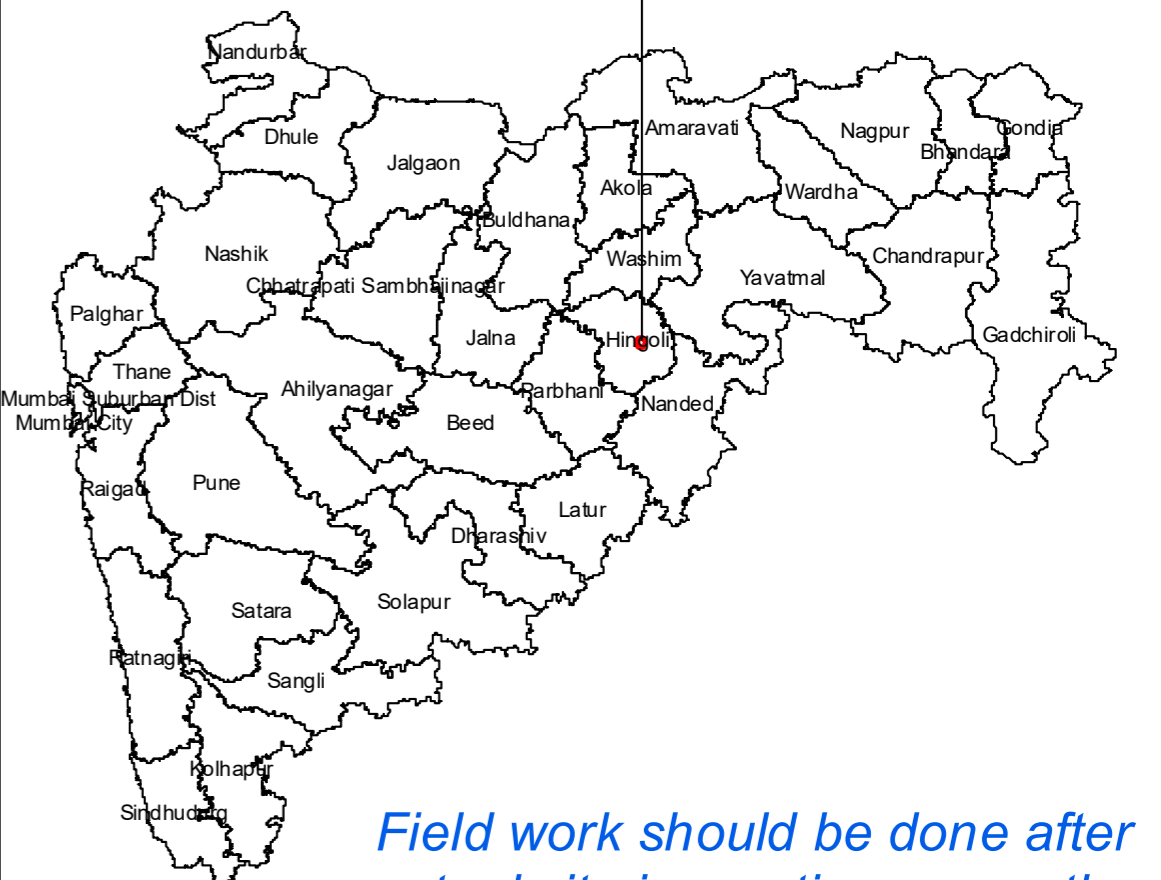 Nandurbar
Dhule
Jalgaon
Amaravati
Nagpur
Gondia
Bhandara
Akola
Wardha
Buldhana
Nashik
Washim
Chandrapur
Chhatrapati Sambhajinagar
Yavatmal
Palghar
Jalna
Hingoli
Gadchiroli
Thane
Ahilyanagar
Parbhani
Mumbai Suburban Dist
Nanded
Mumbai City
Beed
Raigad
Pune
Latur
Dharashiv
Satara
Solapur
Ratnagiri
Sangli
Kolhapur
Sindhudurg
Field work should be done after